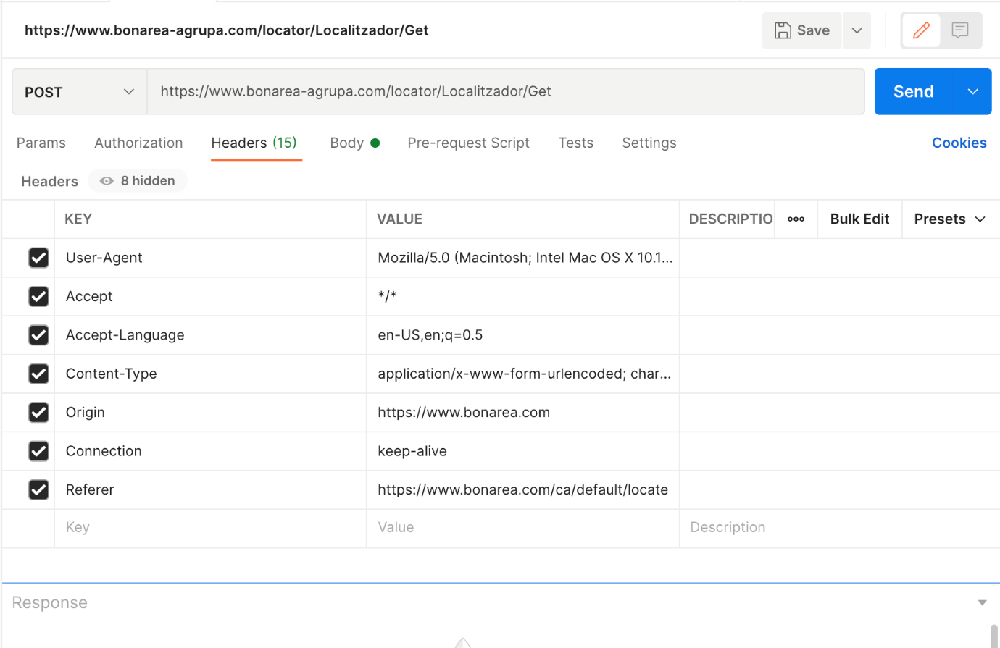 https://www.bonarea-agrupa.com/locator/Localitzador/Get
Save
POST
https://www.bonarea-agrupa.com/locator/Localitzador/Get
Send
Params Authorization Headers (15) Body Pre-request Script Tests Settings Cookies
Headers 8 hidden
KEY VALUE DESCRIPTIO ooo Bulk Edit Presets
User-Agent Mozilla/5.0 (Macintosh; Intel Mac OS X 10.1...
Accept */*
Accept-Language en-US,en;q=0.5
Content-Type application/x-www-form-urlencoded; char...
Origin https://www.bonarea.com
Connection keep-alive
Referer https://www.bonarea.com/ca/default/locate
Key Value Description
Response